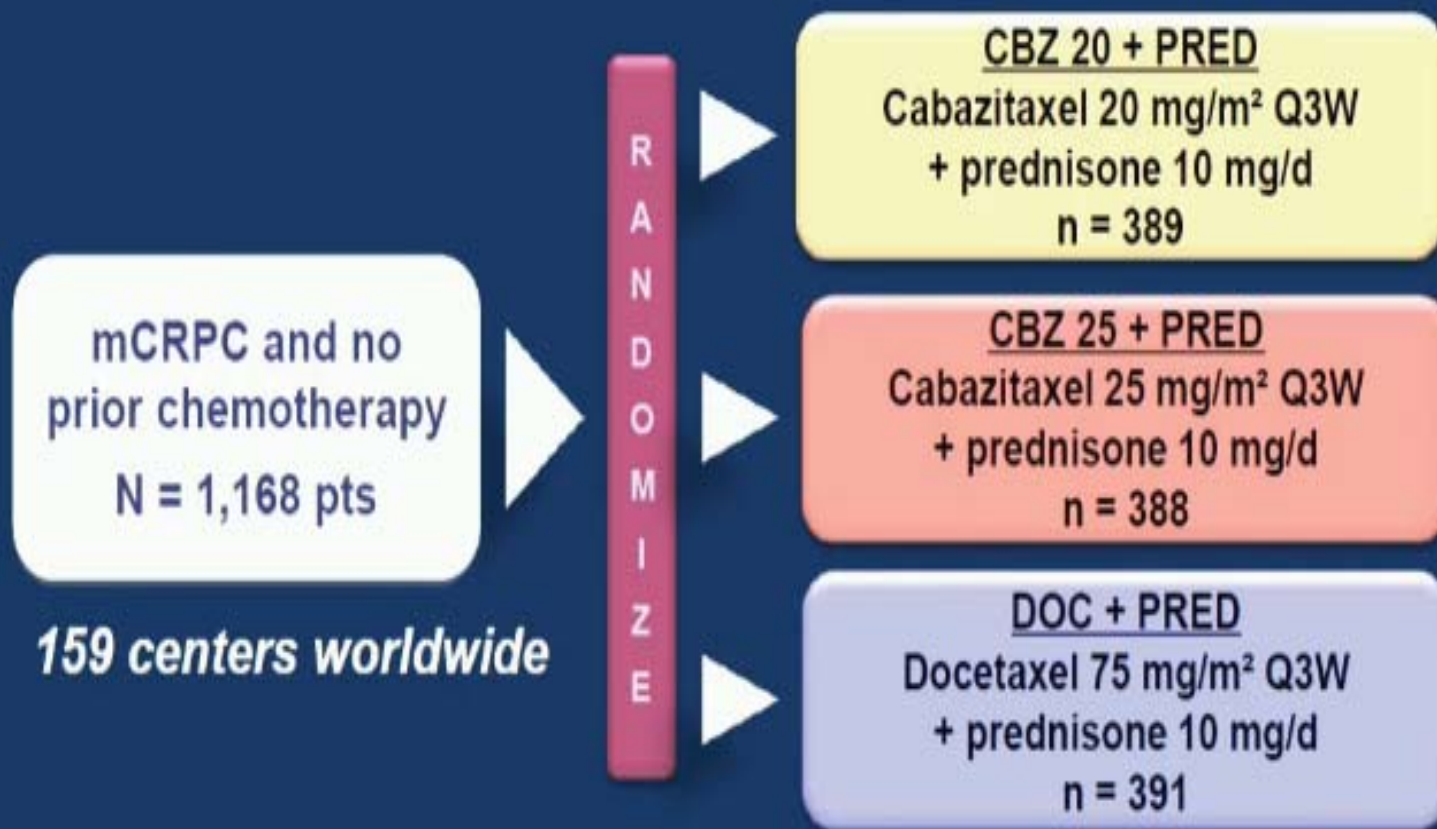 mCRPC and no
prior chemotherapy
N = 1,168 pts
159 centers worldwide
RANDOMIZE
CBZ 20 + PRED
Cabazitaxel 20 mg/m² Q3W
+ prednisone 10 mg/d
n = 389
CBZ 25 + PRED
Cabazitaxel 25 mg/m² Q3W
+ prednisone 10 mg/d
n = 388
DOC + PRED
Docetaxel 75 mg/m² Q3W
+ prednisone 10 mg/d
n = 391